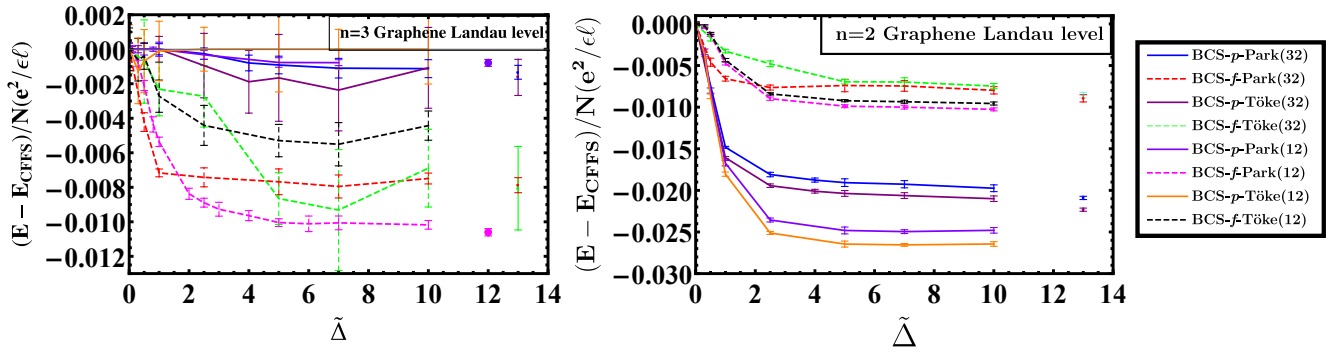 n=3 Graphene Landau level
0.002
0.000
−0.002
−0.004
−0.006
−0.008
−0.010
−0.012
(E − E_CFFS)/N(e²/ϵℓ)
0 2 4 6 8 10 12 14
Δ̃
n=2 Graphene Landau level
0.000
−0.005
−0.010
−0.015
−0.020
−0.025
−0.030
(E − E_CFFS)/N(e²/ϵℓ)
0 2 4 6 8 10 12 14
Δ̃
BCS-p-Park(32)
BCS-f-Park(32)
BCS-p-Töke(32)
BCS-f-Töke(32)
BCS-p-Park(12)
BCS-f-Park(12)
BCS-p-Töke(12)
BCS-f-Töke(12)